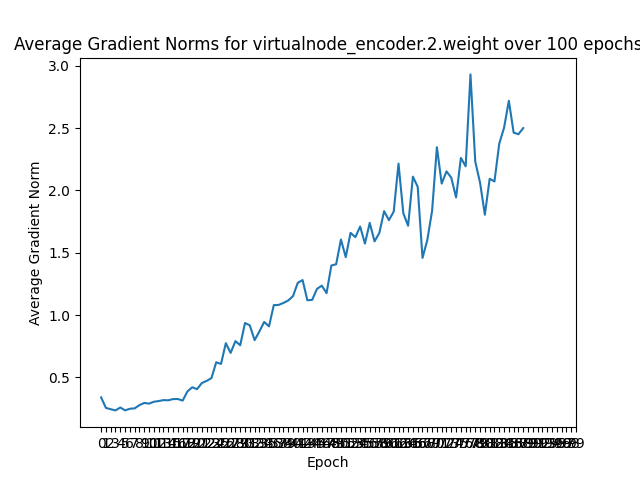 Average Gradient Norms for virtualnode_encoder.2.weight over 100 epochs
3.0
2.5
2.0
1.5
1.0
0.5
Average Gradient Norm
Epoch